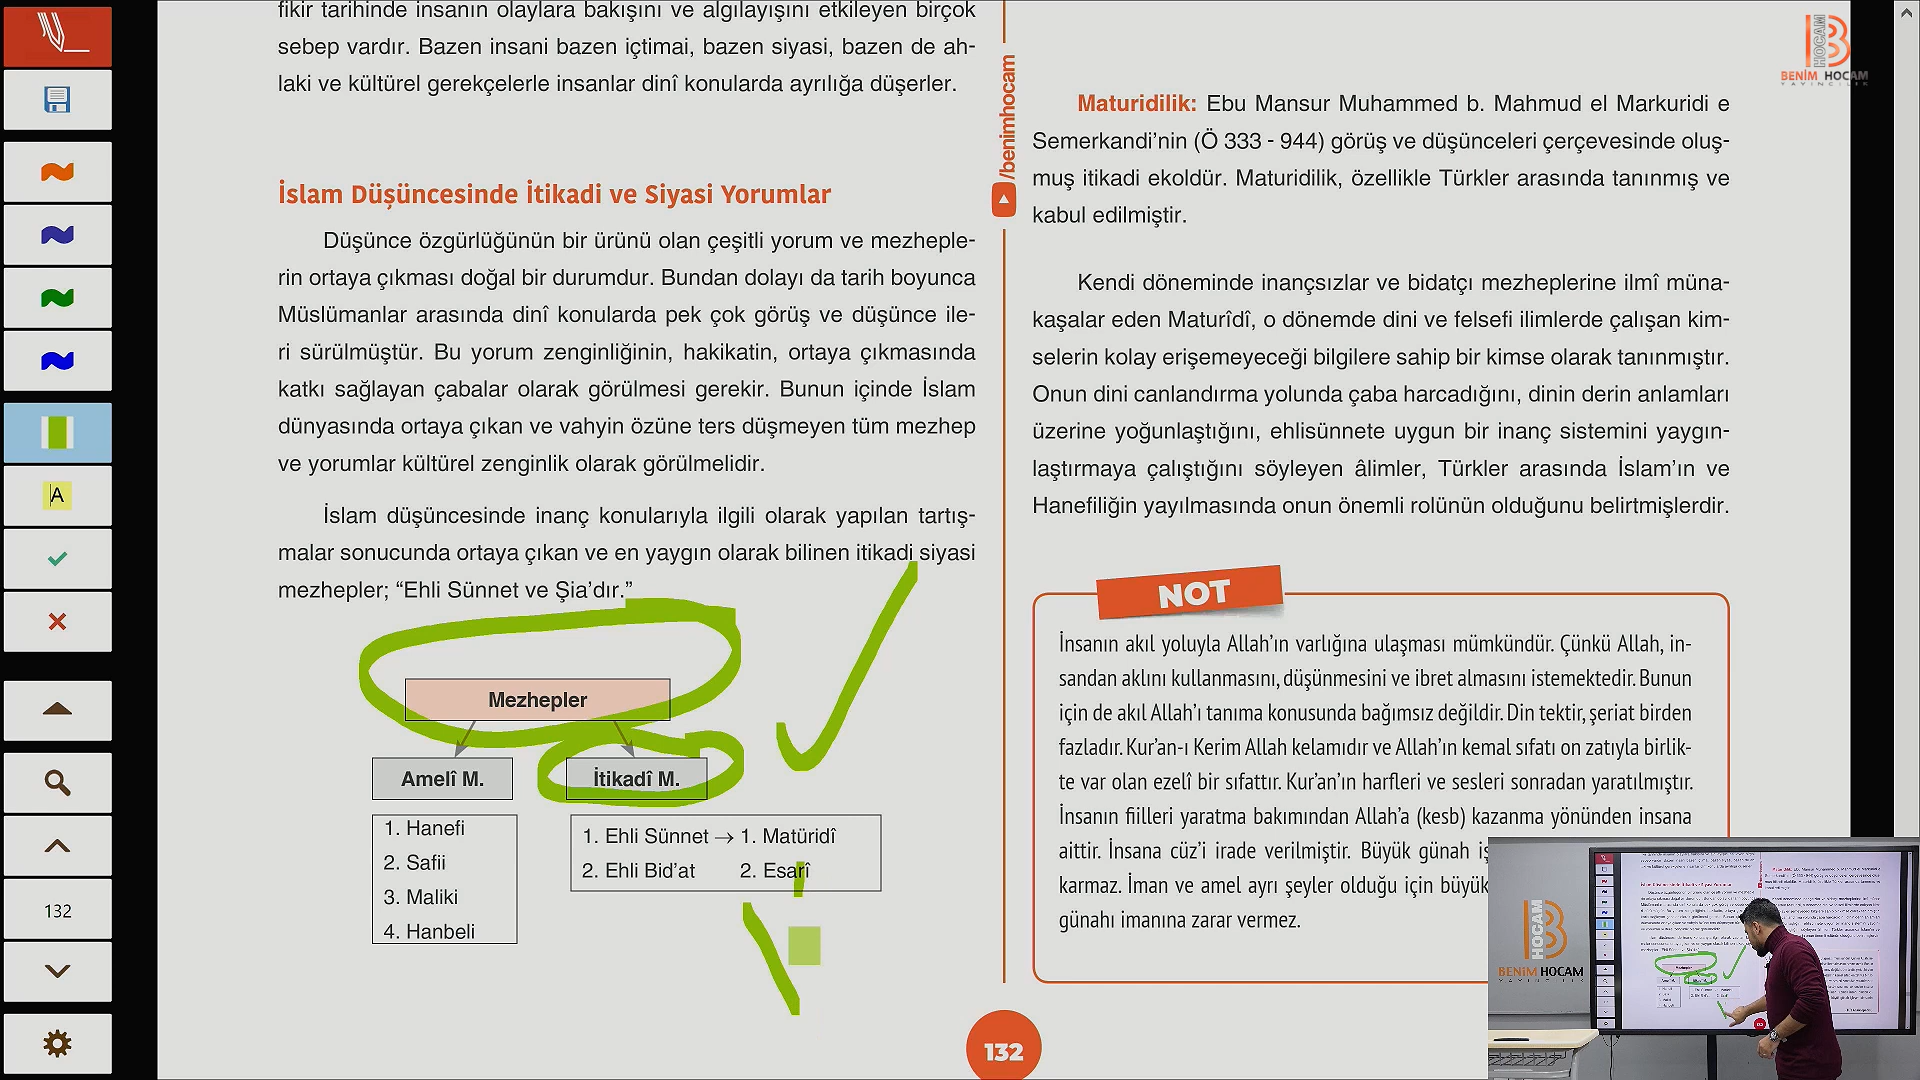 fikir tarihinde insanın olaylara bakışını ve algılayışını etkileyen birçok
sebep vardır. Bazen insani bazen içtimai, bazen siyasi, bazen de ah-
laki ve kültürel gerekçelerle insanlar dinî konularda ayrılığa düşerler.
İslam Düşüncesinde İtikadi ve Siyasi Yorumlar
Düşünce özgürlüğünün bir ürünü olan çeşitli yorum ve mezheple-
rin ortaya çıkması doğal bir durumdur. Bundan dolayı da tarih boyunca
Müslümanlar arasında dinî konularda pek çok görüş ve düşünce ile-
ri sürülmüştür. Bu yorum zenginliğinin, hakikatin, ortaya çıkmasında
katkı sağlayan çabalar olarak görülmesi gerekir. Bunun içinde İslam
dünyasında ortaya çıkan ve vahyin özüne ters düşmeyen tüm mezhep
ve yorumlar kültürel zenginlik olarak görülmelidir.
İslam düşüncesinde inanç konularıyla ilgili olarak yapılan tartış-
malar sonucunda ortaya çıkan ve en yaygın olarak bilinen itikadi siyasi
mezhepler; “Ehli Sünnet ve Şia’dır.”
Mezhepler
Amelî M.
İtikadî M.
1. Hanefi
2. Safii
3. Maliki
4. Hanbeli
1. Ehli Sünnet → 1. Matüridî
2. Ehli Bid’at 2. Esarî
/benimhocam
Maturidilik: Ebu Mansur Muhammed b. Mahmud el Markuridi e
Semerkandi’nin (Ö 333 - 944) görüş ve düşünceleri çerçevesinde oluş-
muş itikadi ekoldür. Maturidilik, özellikle Türkler arasında tanınmış ve
kabul edilmiştir.
Kendi döneminde inançsızlar ve bidatçı mezheplerine ilmî müna-
kaşalar eden Maturîdî, o dönemde dini ve felsefi ilimlerde çalışan kim-
selerin kolay erişemeyeceği bilgilere sahip bir kimse olarak tanınmıştır.
Onun dini canlandırma yolunda çaba harcadığını, dinin derin anlamları
üzerine yoğunlaştığını, ehlisünnete uygun bir inanç sistemini yaygın-
laştırmaya çalıştığını söyleyen âlimler, Türkler arasında İslam’ın ve
Hanefiliğin yayılmasında onun önemli rolünün olduğunu belirtmişlerdir.
NOT
İnsanın akıl yoluyla Allah’ın varlığına ulaşması mümkündür. Çünkü Allah, in-
sandan aklını kullanmasını, düşünmesini ve ibret almasını istemektedir. Bunun
için de akıl Allah’ı tanıma konusunda bağımsız değildir. Din tektir, şeriat birden
fazladır. Kur’an-ı Kerim Allah kelamıdır ve Allah’ın kemal sıfatı on zatıyla birlik-
te var olan ezelî bir sıfattır. Kur’an’ın harfleri ve sesleri sonradan yaratılmıştır.
İnsanın fiilleri yaratma bakımından Allah’a (kesb) kazanma yönünden insana
aittir. İnsana cüz’i irade verilmiştir. Büyük günah iş
karmaz. İman ve amel ayrı şeyler olduğu için büyük
günahı imanına zarar vermez.
132
BENİM HOCAM
YAYINCILIK
A
132
BENİM HOCAM
YAYINCILIK